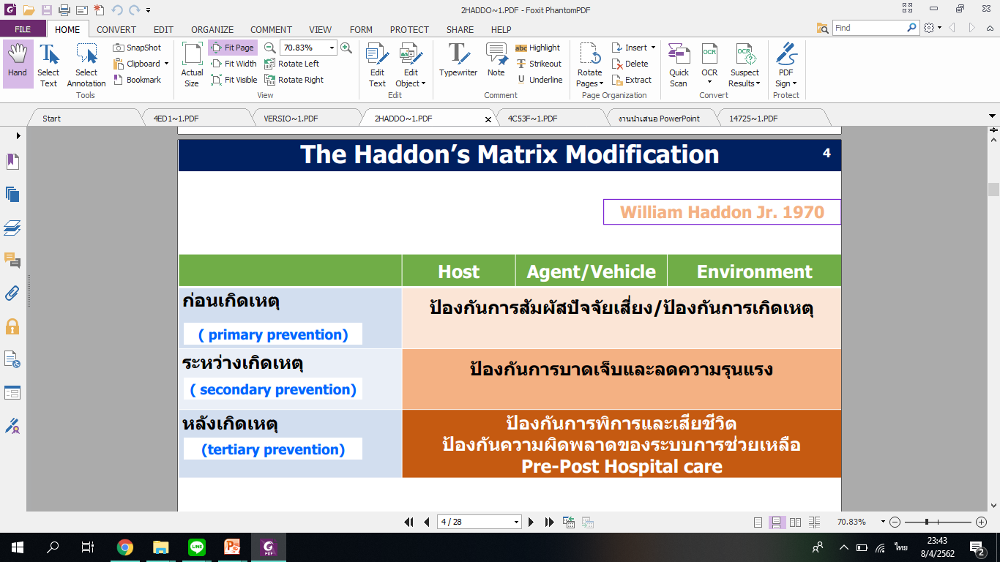 2HADDO~1.PDF - Foxit PhantomPDF
FILE HOME CONVERT EDIT ORGANIZE COMMENT VIEW FORM PROTECT SHARE HELP Find
Hand
Select Text
Select Annotation
SnapShot
Clipboard
Bookmark
Tools
Actual Size
Fit Page
Fit Width
Fit Visible
70.83%
Rotate Left
Rotate Right
View
Edit Text
Edit Object
Edit
Typewriter
Note
abc Highlight
Strikeout
Underline
Comment
Rotate Pages
Insert
Delete
Extract
Page Organization
Quick Scan
OCR
OCR
OCR
Suspect Results
Convert
PDF Sign
Protect
Start 4ED1~1.PDF VERSIO~1.PDF 2HADDO~1.PDF 4C53F~1.PDF งานนำเสนอ PowerPoint 14725~1.PDF
The Haddon's Matrix Modification 4
William Haddon Jr. 1970
Host Agent/Vehicle Environment
ก่อนเกิดเหตุ
( primary prevention)
ป้องกันการสัมผัสปัจจัยเสี่ยง/ป้องกันการเกิดเหตุ
ระหว่างเกิดเหตุ
( secondary prevention)
ป้องกันการบาดเจ็บและลดความรุนแรง
หลังเกิดเหตุ
(tertiary prevention)
ป้องกันการพิการและเสียชีวิต
ป้องกันความผิดพลาดของระบบการช่วยเหลือ
Pre-Post Hospital care
4 / 28
70.83%
LINE
PDF
ไทย
23:43
8/4/2562
2